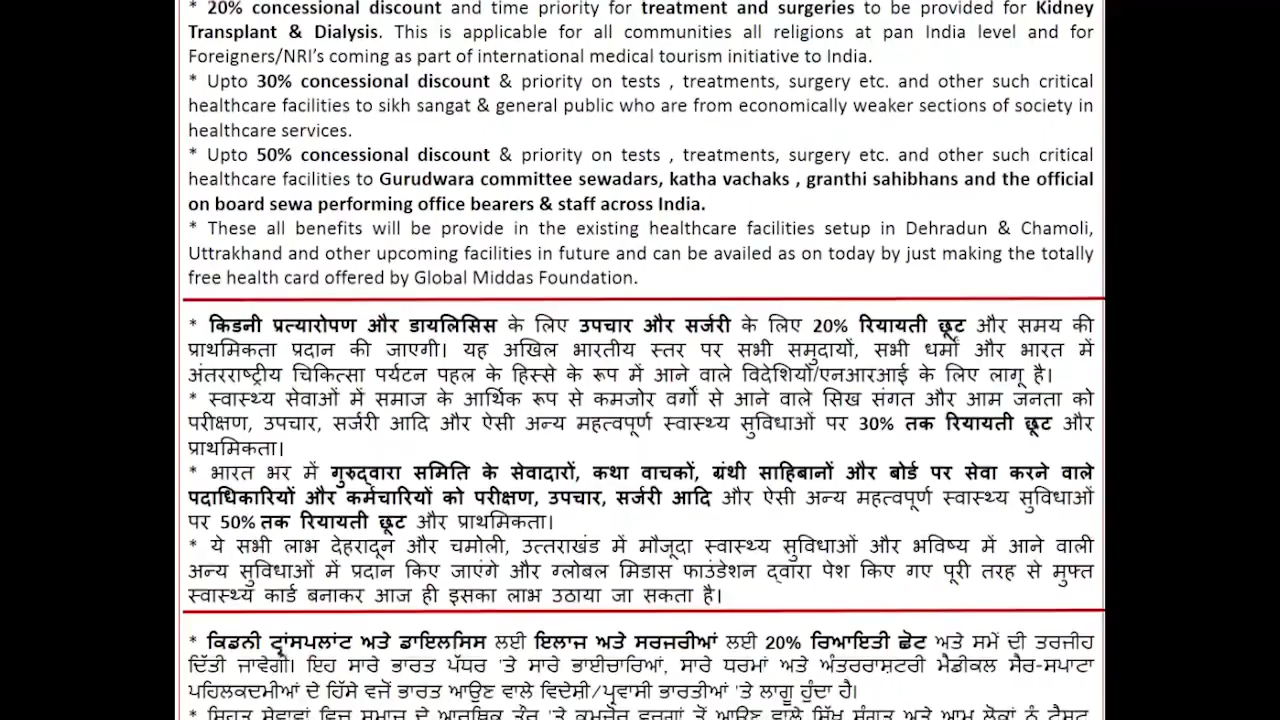 * 20% concessional discount and time priority for treatment and surgeries to be provided for Kidney
Transplant & Dialysis. This is applicable for all communities all religions at pan India level and for
Foreigners/NRI's coming as part of international medical tourism initiative to India.
* Upto 30% concessional discount & priority on tests , treatments, surgery etc. and other such critical
healthcare facilities to sikh sangat & general public who are from economically weaker sections of society in
healthcare services.
* Upto 50% concessional discount & priority on tests , treatments, surgery etc. and other such critical
healthcare facilities to Gurudwara committee sewadars, katha vachaks , granthi sahibhans and the official
on board sewa performing office bearers & staff across India.
* These all benefits will be provide in the existing healthcare facilities setup in Dehradun & Chamoli,
Uttrakhand and other upcoming facilities in future and can be availed as on today by just making the totally
free health card offered by Global Middas Foundation.
* किडनी प्रत्यारोपण और डायलिसिस के लिए उपचार और सर्जरी के लिए 20% रियायती छूट और समय की
प्राथमिकता प्रदान की जाएगी। यह अखिल भारतीय स्तर पर सभी समुदायों, सभी धर्मों और भारत में
अंतरराष्ट्रीय चिकित्सा पर्यटन पहल के हिस्से के रूप में आने वाले विदेशियों/एनआरआई के लिए लागू है।
* स्वास्थ्य सेवाओं में समाज के आर्थिक रूप से कमजोर वर्गों से आने वाले सिख संगत और आम जनता को
परीक्षण, उपचार, सर्जरी आदि और ऐसी अन्य महत्वपूर्ण स्वास्थ्य सुविधाओं पर 30% तक रियायती छूट और
प्राथमिकता।
* भारत भर में गुरुद्वारा समिति के सेवादारों, कथा वाचकों, ग्रंथी साहिबानों और बोर्ड पर सेवा करने वाले
पदाधिकारियों और कर्मचारियों को परीक्षण, उपचार, सर्जरी आदि और ऐसी अन्य महत्वपूर्ण स्वास्थ्य सुविधाओं
पर 50% तक रियायती छूट और प्राथमिकता।
* ये सभी लाभ देहरादून और चमोली, उत्तराखंड में मौजूदा स्वास्थ्य सुविधाओं और भविष्य में आने वाली
अन्य सुविधाओं में प्रदान किए जाएंगे और ग्लोबल मिडास फाउंडेशन द्वारा पेश किए गए पूरी तरह से मुफ्त
स्वास्थ्य कार्ड बनाकर आज ही इसका लाभ उठाया जा सकता है।
* ਕਿਡਨੀ ਟ੍ਰਾਂਸਪਲਾਂਟ ਅਤੇ ਡਾਇਲਸਿਸ ਲਈ ਇਲਾਜ ਅਤੇ ਸਰਜਰੀਆਂ ਲਈ 20% ਰਿਆਇਤੀ ਛੋਟ ਅਤੇ ਸਮੇਂ ਦੀ ਤਰਜੀਹ
ਦਿੱਤੀ ਜਾਵੇਗੀ। ਇਹ ਸਾਰੇ ਭਾਰਤ ਪੱਧਰ 'ਤੇ ਸਾਰੇ ਭਾਈਚਾਰਿਆਂ, ਸਾਰੇ ਧਰਮਾਂ ਅਤੇ ਅੰਤਰਰਾਸ਼ਟਰੀ ਮੈਡੀਕਲ ਸੈਰ-ਸਪਾਟਾ
ਪਹਿਲਕਦਮੀਆਂ ਦੇ ਹਿੱਸੇ ਵਜੋਂ ਭਾਰਤ ਆਉਣ ਵਾਲੇ ਵਿਦੇਸ਼ੀ/ਪ੍ਰਵਾਸੀ ਭਾਰਤੀਆਂ 'ਤੇ ਲਾਗੂ ਹੁੰਦਾ ਹੈ।
* ਸਿਹਤ ਸੇਵਾਵਾਂ ਵਿਚ ਸਮਾਜ ਦੇ ਆਰਥਿਕ ਤੌਰ 'ਤੇ ਕਮਜ਼ੋਰ ਵਰਗਾਂ ਤੋਂ ਆਉਣ ਵਾਲੇ ਸਿੱਖ ਸੰਗਤ ਅਤੇ ਆਮ ਲੋਕਾਂ ਨੂੰ ਟੈਸਟ,